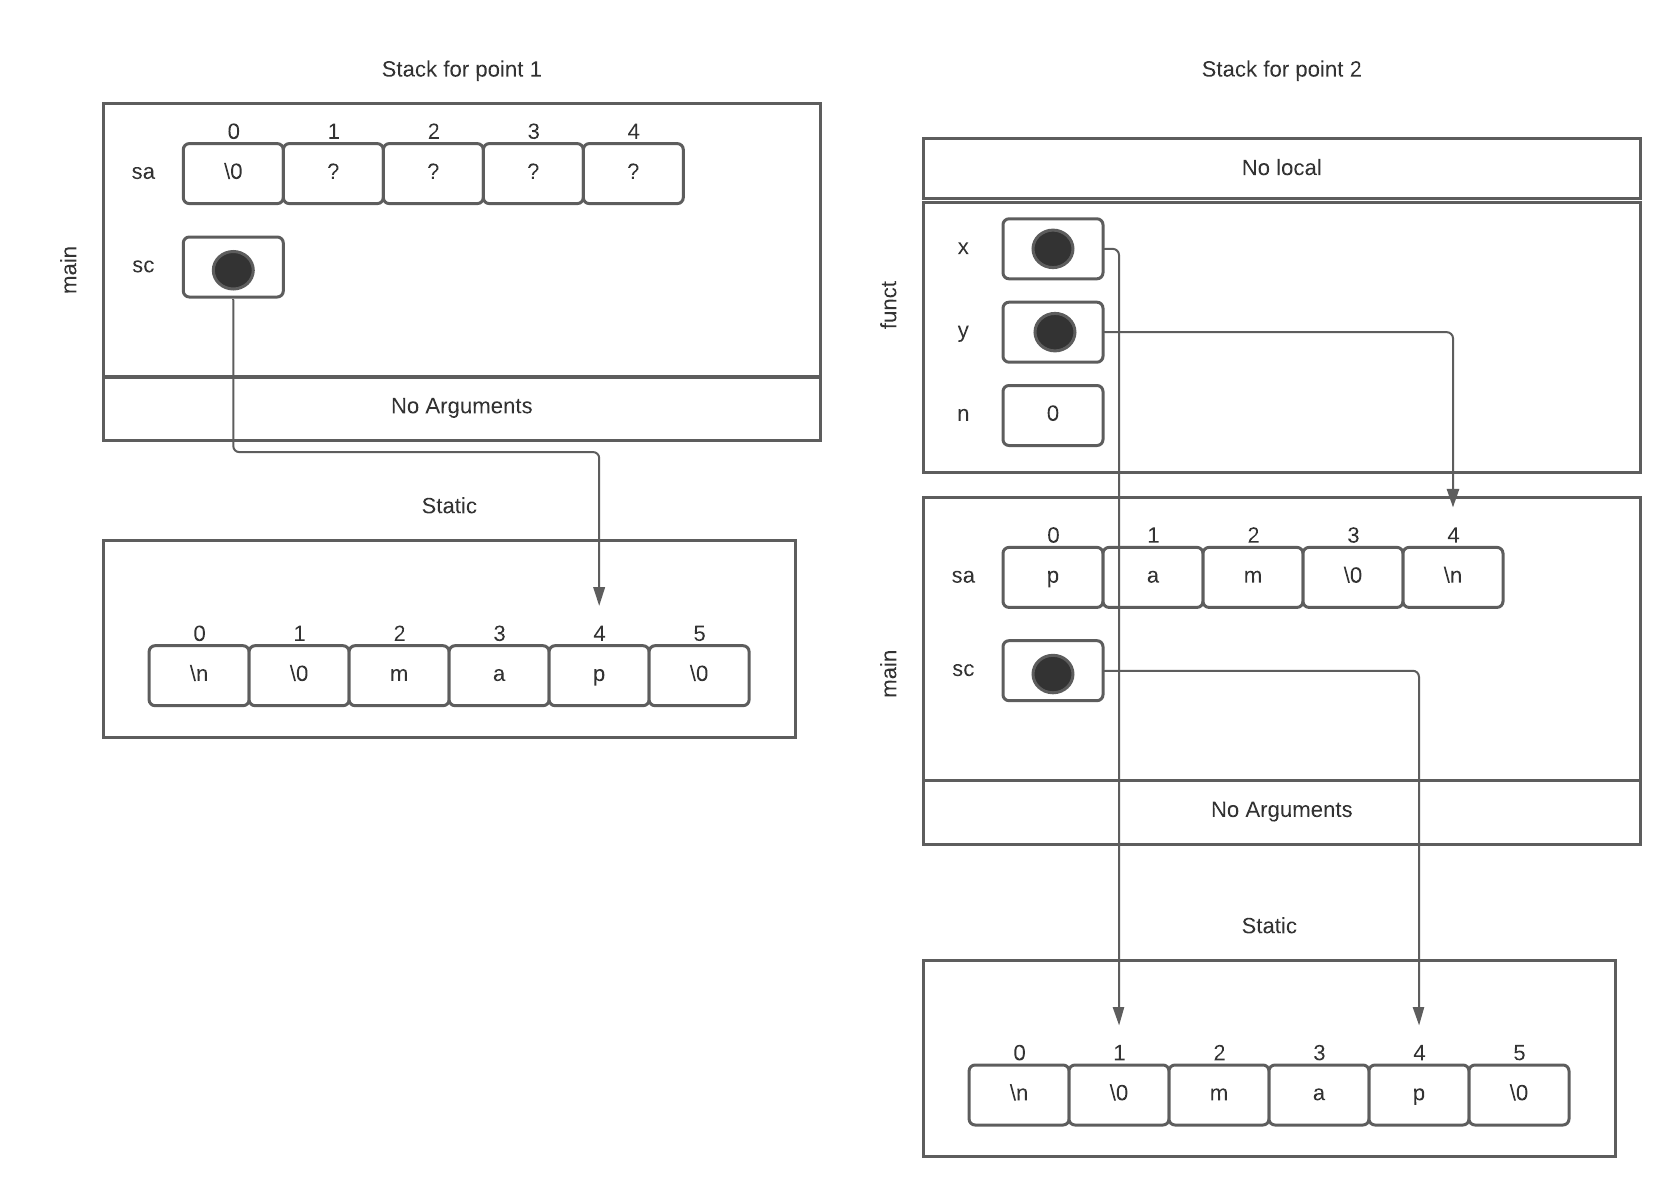 Stack for point 1
0 1 2 3 4
sa \0 ? ? ? ?
sc
main
No Arguments
Static
0 1 2 3 4 5
\n \0 m a p \0
Stack for point 2
No local
x
funct
y
n 0
0 1 2 3 4
sa p a m \0 \n
sc
main
No Arguments
Static
0 1 2 3 4 5
\n \0 m a p \0